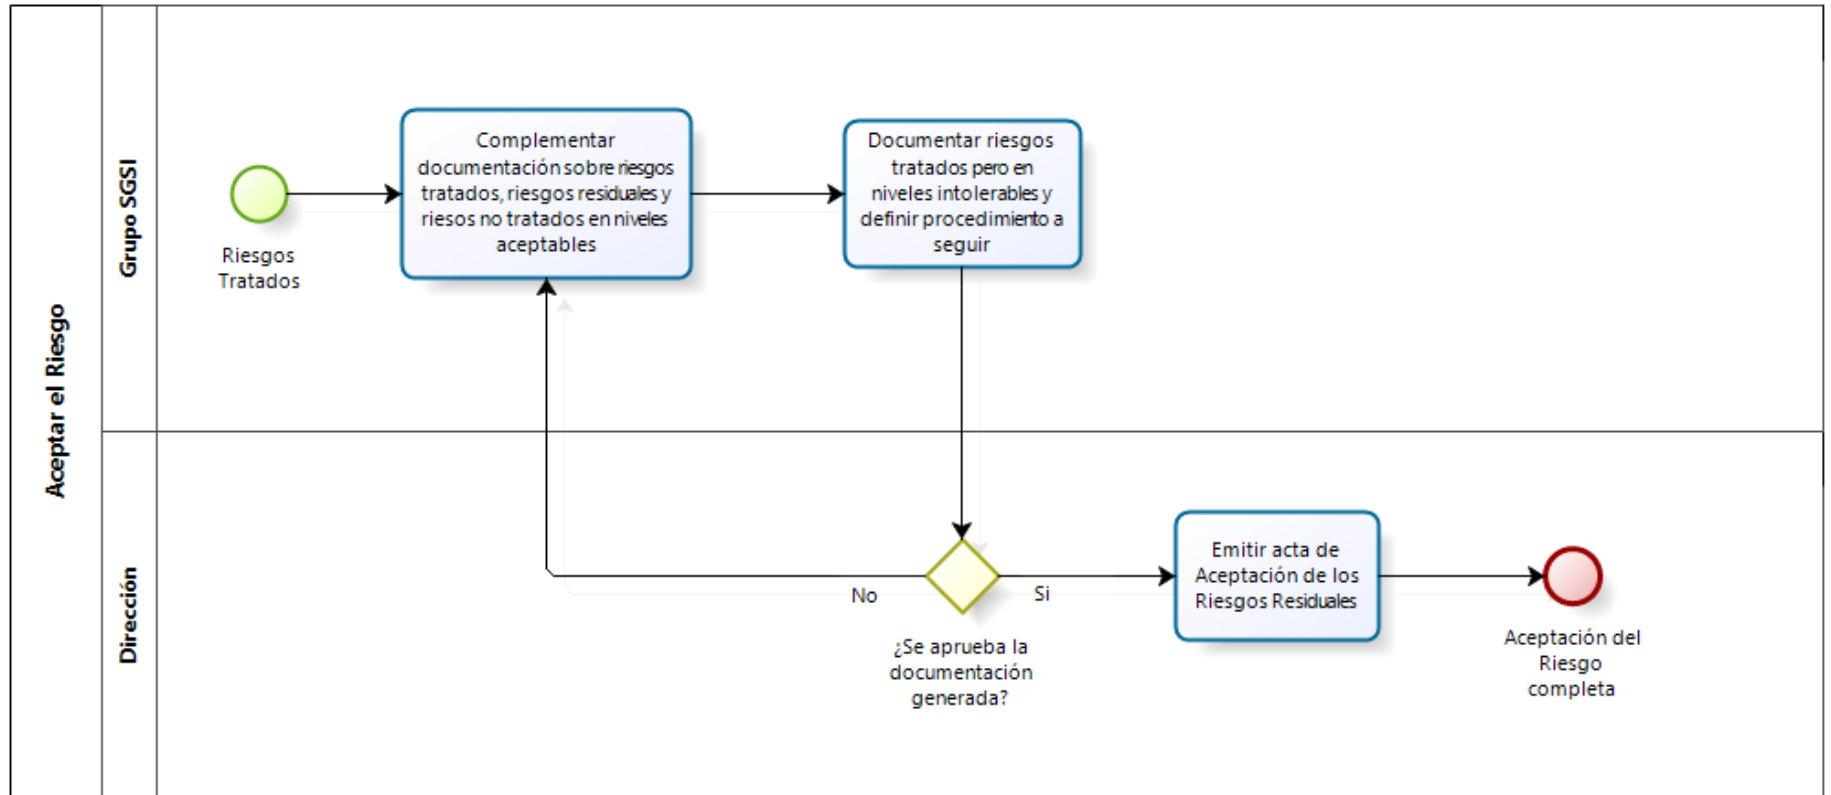 Aceptar el Riesgo
Grupo SGSI
Riesgos
Tratados
Complementar
documentación sobre riesgos
tratados, riesgos residuales y
riesos no tratados en niveles
aceptables
Documentar riesgos
tratados pero en
niveles intolerables y
definir procedimiento a
seguir
Dirección
No
Si
¿Se aprueba la
documentación
generada?
Emitir acta de
Aceptación de los
Riesgos Residuales
Aceptación del
Riesgo
completa